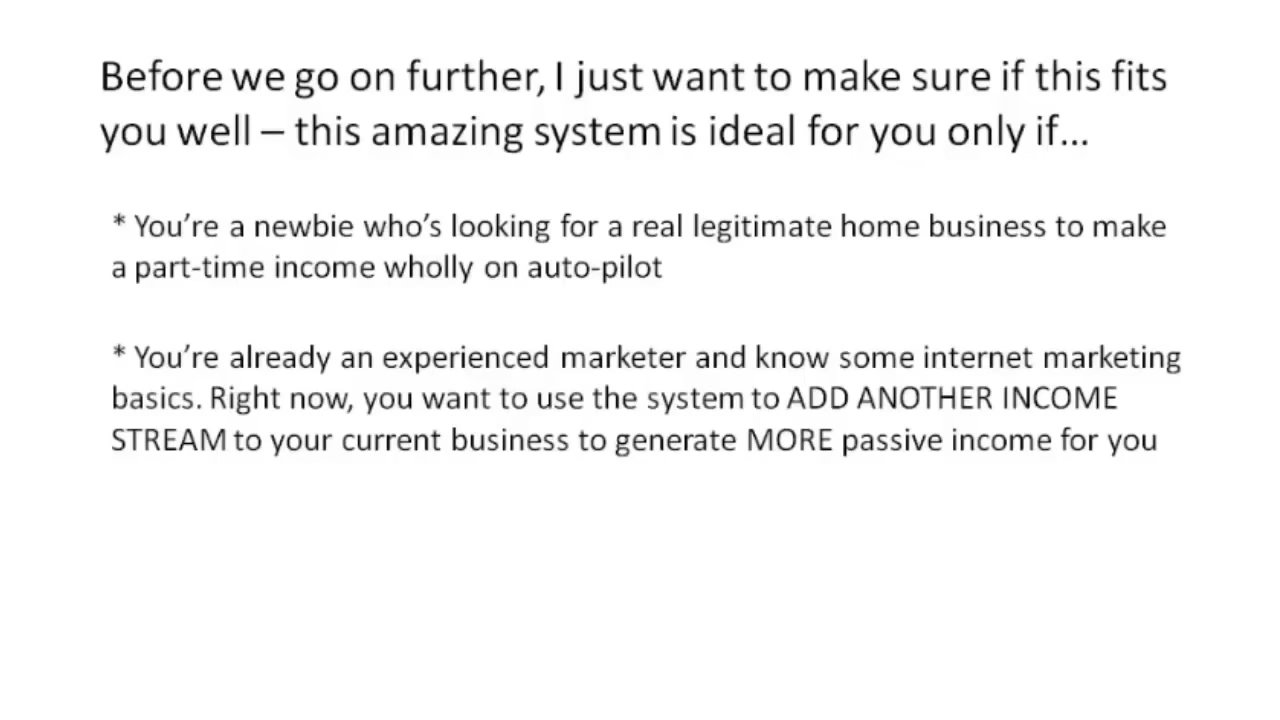 Before we go on further, I just want to make sure if this fits
you well – this amazing system is ideal for you only if...
* You’re a newbie who’s looking for a real legitimate home business to make
a part-time income wholly on auto-pilot
* You’re already an experienced marketer and know some internet marketing
basics. Right now, you want to use the system to ADD ANOTHER INCOME
STREAM to your current business to generate MORE passive income for you